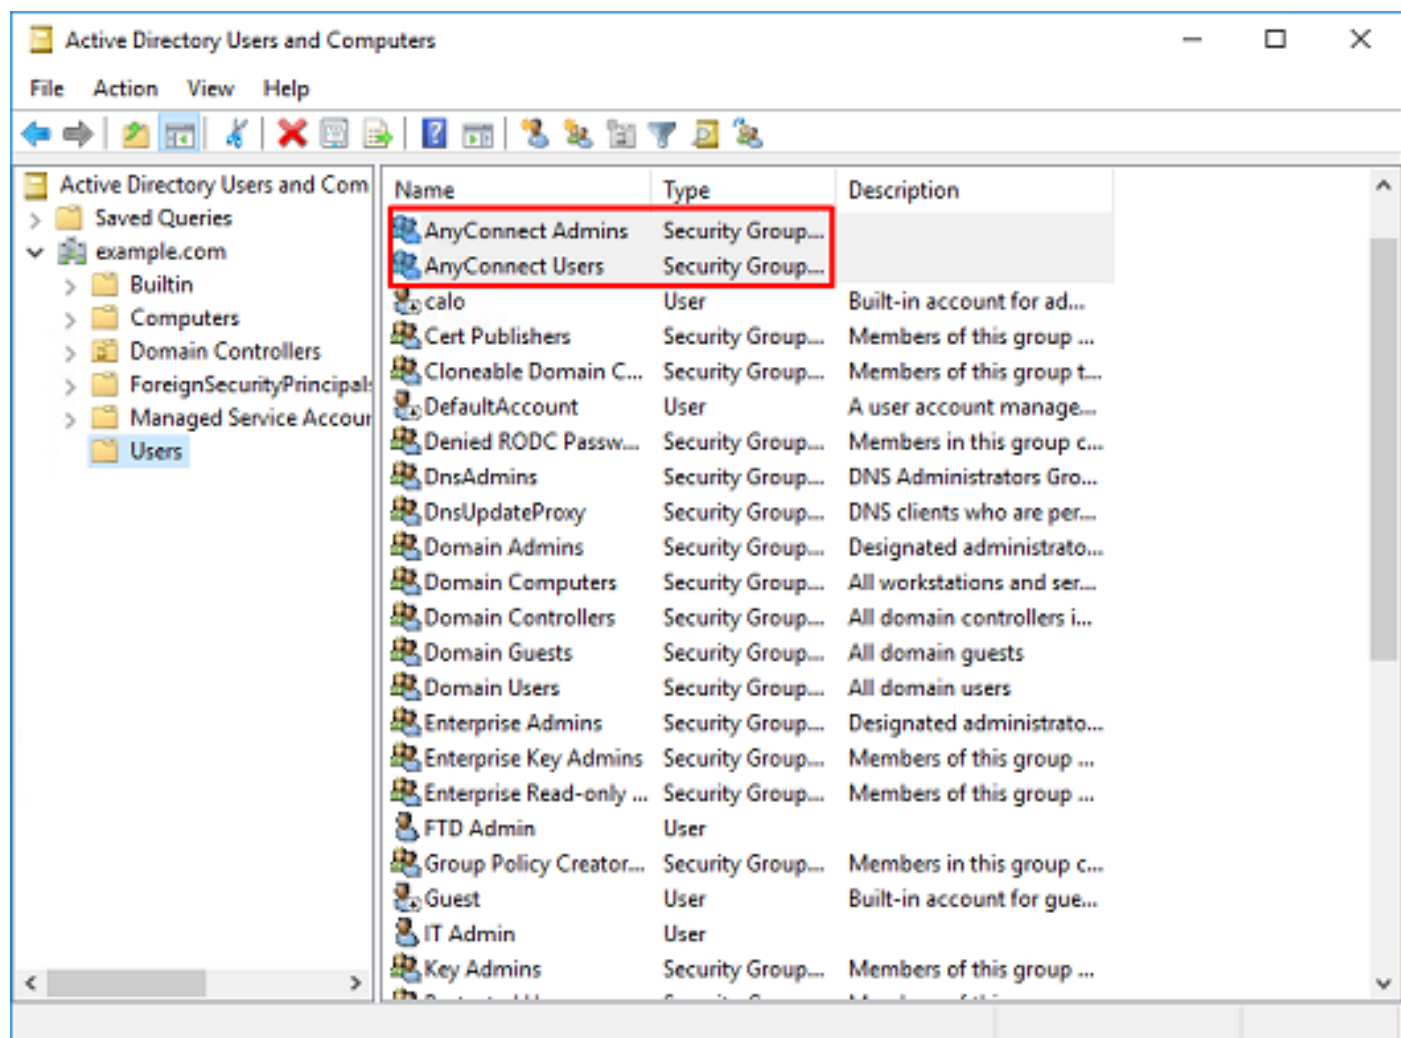 Active Directory Users and Computers
File Action View Help
Active Directory Users and Com
Saved Queries
example.com
Builtin
Computers
Domain Controllers
ForeignSecurityPrincipals
Managed Service Accour
Users
Name Type Description
AnyConnect Admins Security Group...
AnyConnect Users Security Group...
calo User Built-in account for ad...
Cert Publishers Security Group... Members of this group ...
Cloneable Domain C... Security Group... Members of this group t...
DefaultAccount User A user account manage...
Denied RODC Passw... Security Group... Members in this group c...
DnsAdmins Security Group... DNS Administrators Gro...
DnsUpdateProxy Security Group... DNS clients who are per...
Domain Admins Security Group... Designated administrato...
Domain Computers Security Group... All workstations and ser...
Domain Controllers Security Group... All domain controllers i...
Domain Guests Security Group... All domain guests
Domain Users Security Group... All domain users
Enterprise Admins Security Group... Designated administrato...
Enterprise Key Admins Security Group... Members of this group ...
Enterprise Read-only ... Security Group... Members of this group ...
FTD Admin User
Group Policy Creator... Security Group... Members in this group c...
Guest User Built-in account for gue...
IT Admin User
Key Admins Security Group... Members of this group ...